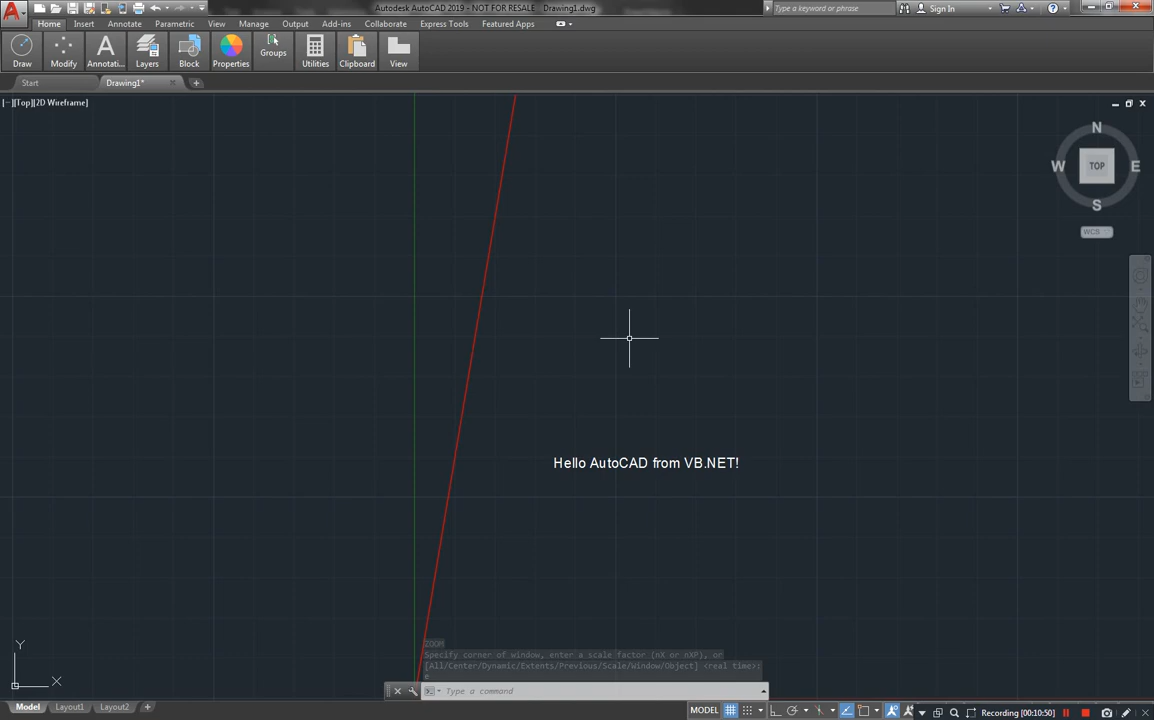 Autodesk AutoCAD 2019 - NOT FOR RESALE   Drawing1.dwg
Type a keyword or phrase
Sign In
Home Insert Annotate Parametric View Manage Output Add-ins Collaborate Express Tools Featured Apps
Draw Modify Annotati... Layers Block Properties Groups Utilities Clipboard View
Start Drawing1*
[−][Top][2D Wireframe]
N
W TOP E
S
WCS
Hello AutoCAD from VB.NET!
Y
X
ZOOM
Specify corner of window, enter a scale factor (nX or nXP), or
[All/Center/Dynamic/Extents/Previous/Scale/Window/Object] <real time>:
e
Type a command
Model Layout1 Layout2 +
MODEL
Recording [00:10:50]